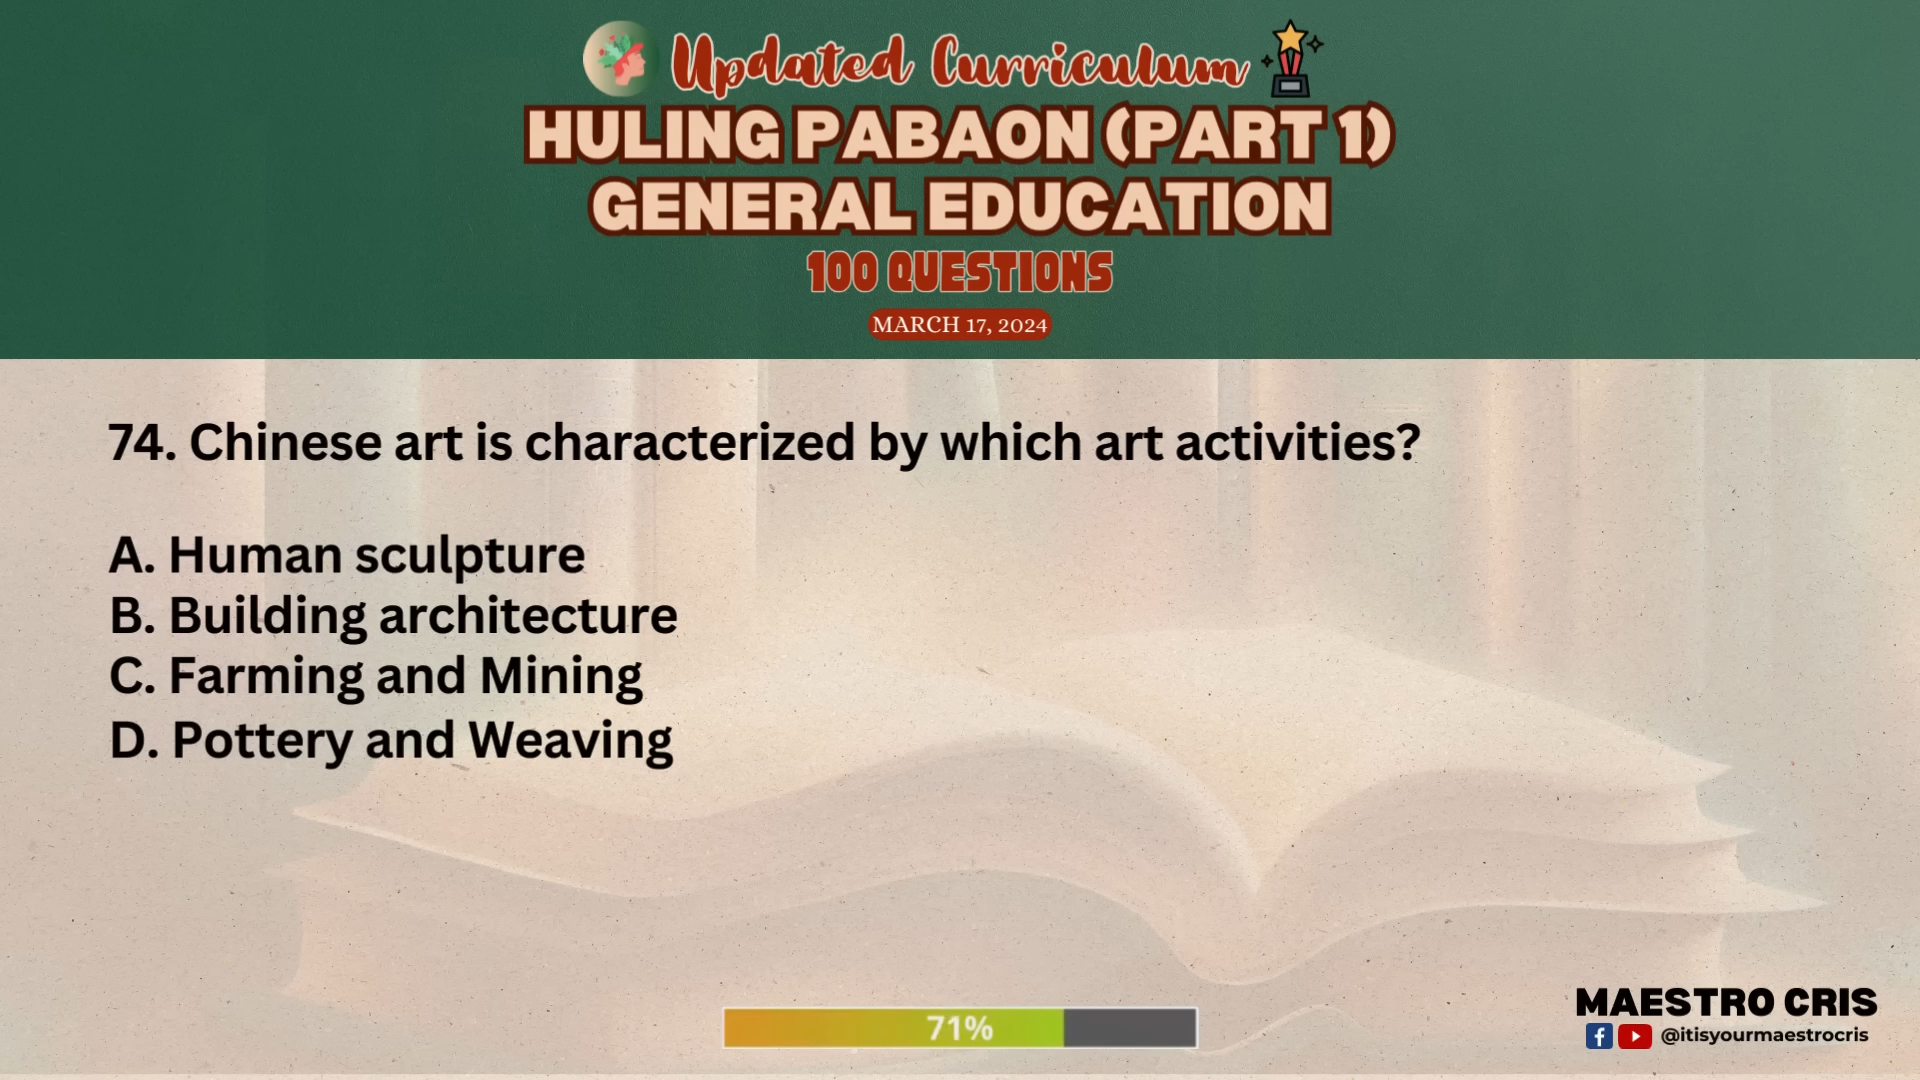 Updated Curriculum
HULING PABAON (PART 1)
GENERAL EDUCATION
100 QUESTIONS
MARCH 17, 2024
74. Chinese art is characterized by which art activities?
A. Human sculpture
B. Building architecture
C. Farming and Mining
D. Pottery and Weaving
71%
MAESTRO CRIS
@itisyourmaestrocris